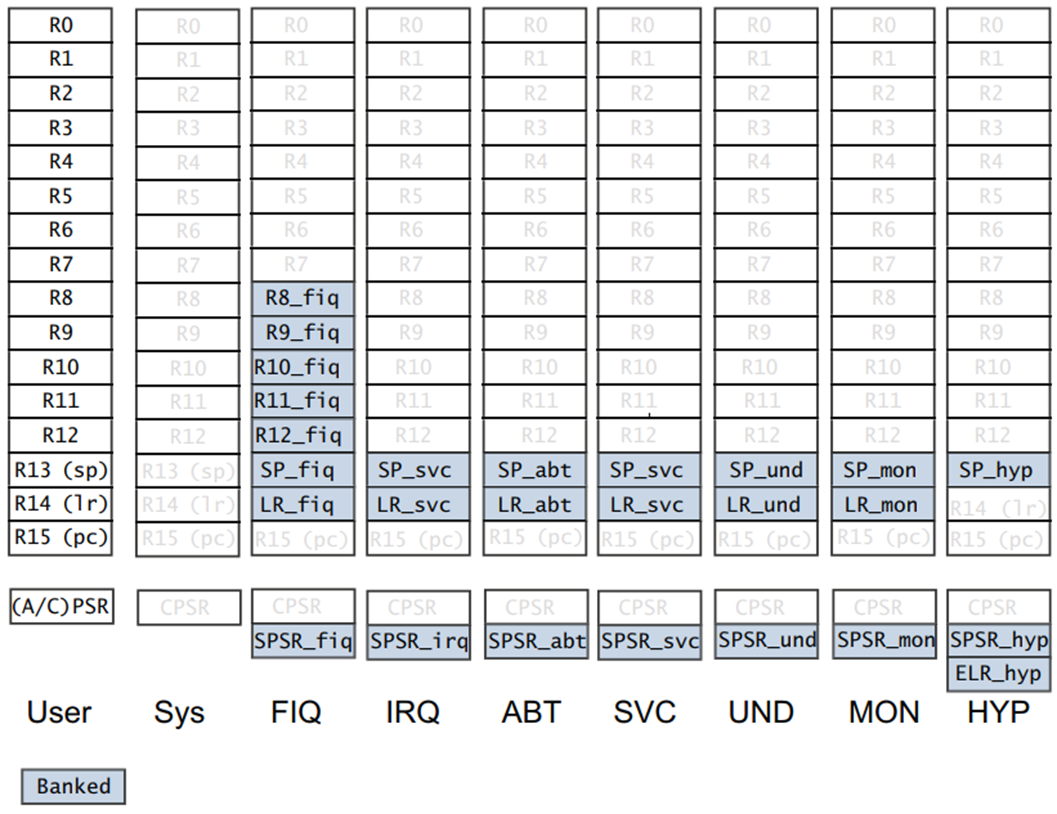 R0 R0 R0 R0 R0 R0 R0 R0 R0
R1 R1 R1 R1 R1 R1 R1 R1 R1
R2 R2 R2 R2 R2 R2 R2 R2 R2
R3 R3 R3 R3 R3 R3 R3 R3 R3
R4 R4 R4 R4 R4 R4 R4 R4 R4
R5 R5 R5 R5 R5 R5 R5 R5 R5
R6 R6 R6 R6 R6 R6 R6 R6 R6
R7 R7 R7 R7 R7 R7 R7 R7 R7
R8 R8 R8_fiq R8 R8 R8 R8 R8 R8
R9 R9 R9_fiq R9 R9 R9 R9 R9 R9
R10 R10 R10_fiq R10 R10 R10 R10 R10 R10
R11 R11 R11_fiq R11 R11 R11 R11 R11 R11
R12 R12 R12_fiq R12 R12 R12 R12 R12 R12
R13 (sp) R13 (sp) SP_fiq SP_svc SP_abt SP_svc SP_und SP_mon SP_hyp
R14 (lr) R14 (lr) LR_fiq LR_svc LR_abt LR_svc LR_und LR_mon R14 (lr)
R15 (pc) R15 (pc) R15 (pc) R15 (pc) R15 (pc) R15 (pc) R15 (pc) R15 (pc) R15 (pc)
(A/C)PSR CPSR CPSR CPSR CPSR CPSR CPSR CPSR CPSR
SPSR_fiq SPSR_irq SPSR_abt SPSR_svc SPSR_und SPSR_mon SPSR_hyp
ELR_hyp
User Sys FIQ IRQ ABT SVC UND MON HYP
Banked